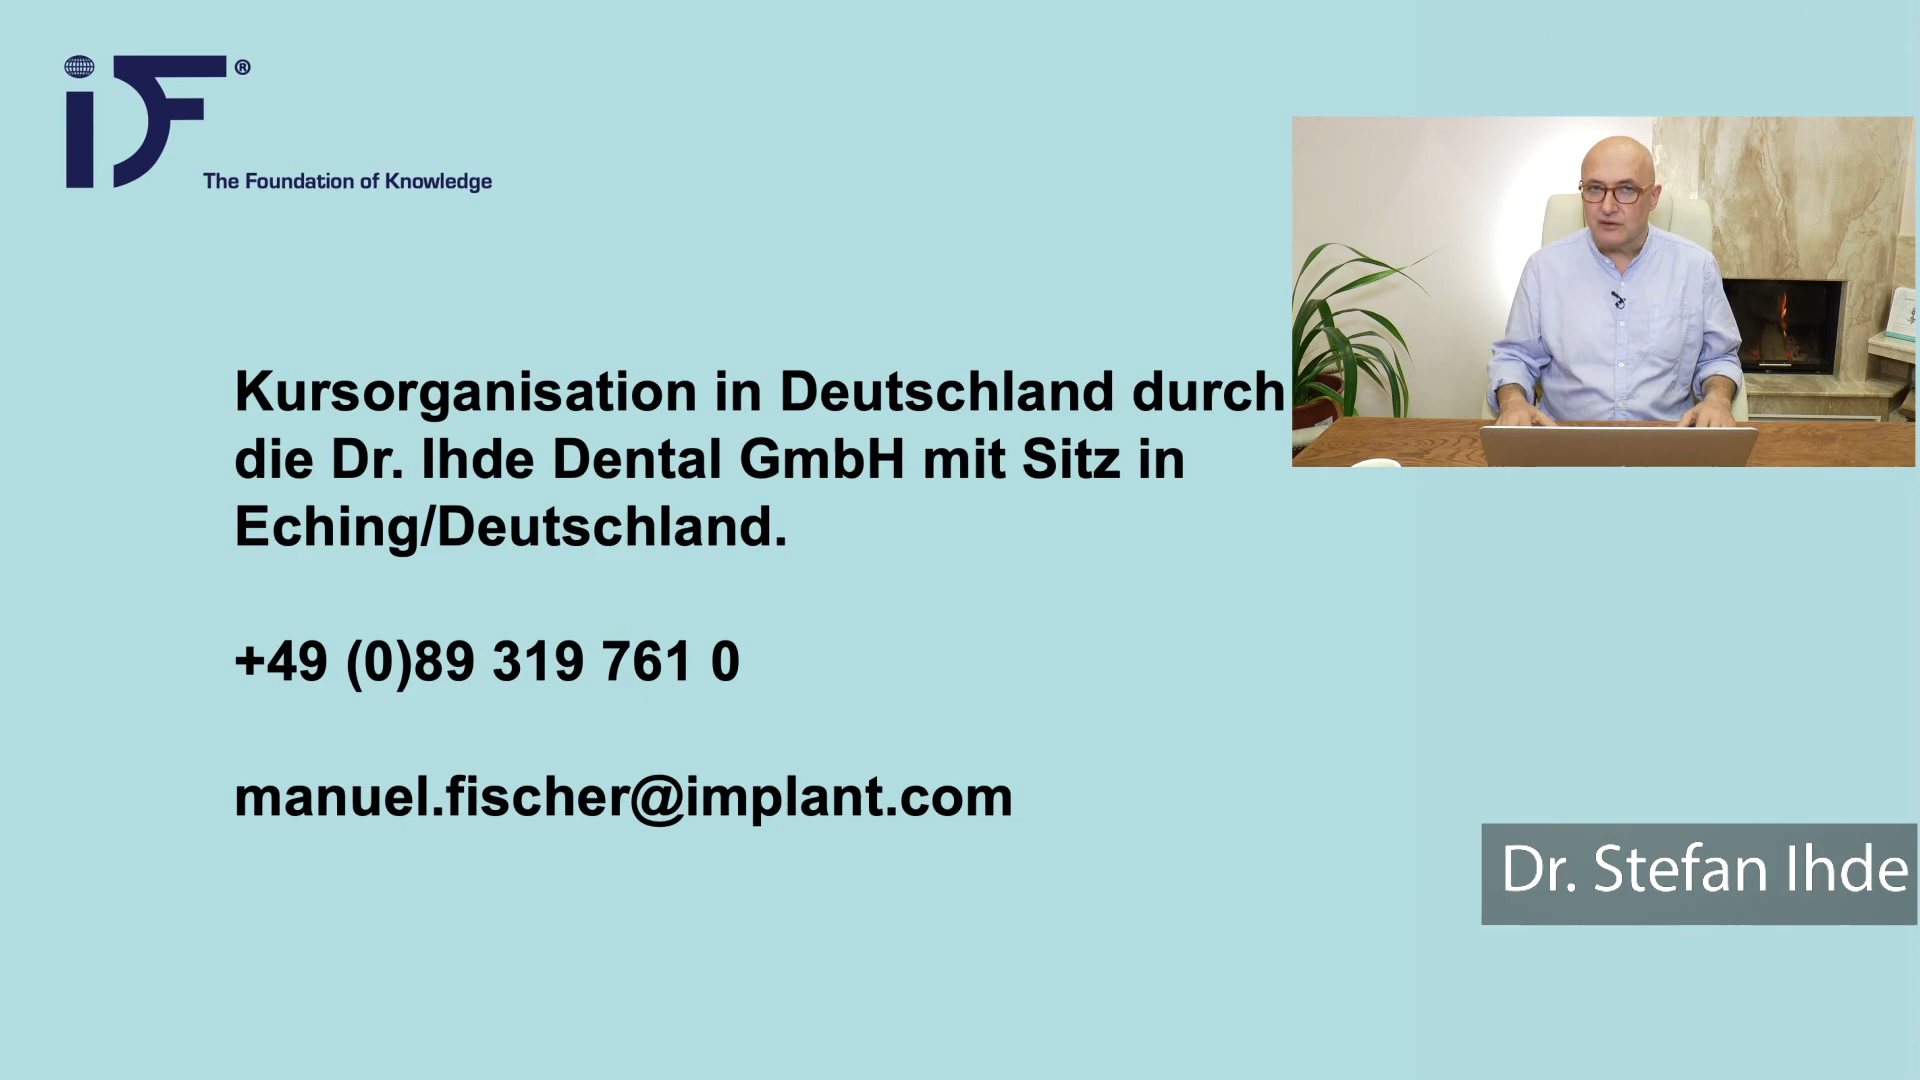 iF®
The Foundation of Knowledge
Kursorganisation in Deutschland durch
die Dr. Ihde Dental GmbH mit Sitz in
Eching/Deutschland.
+49 (0)89 319 761 0
manuel.fischer@implant.com
Dr. Stefan Ihde